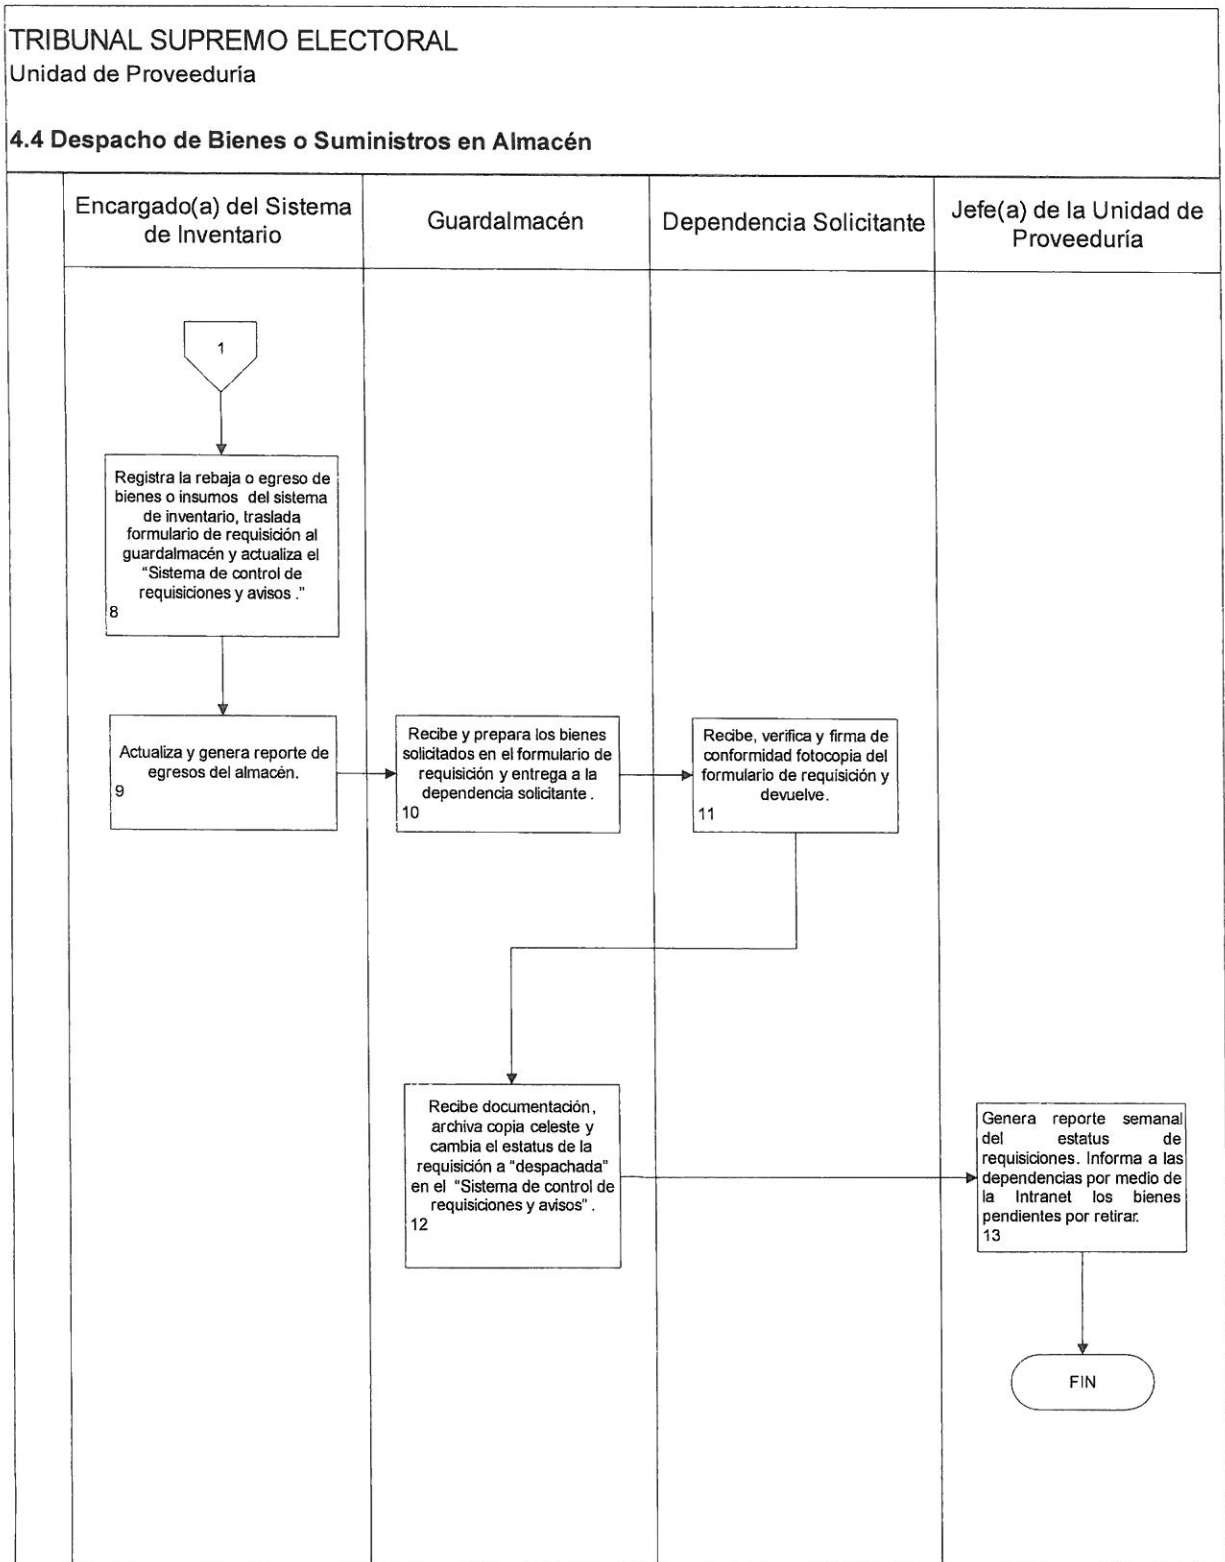 TRIBUNAL SUPREMO ELECTORAL
Unidad de Proveeduría
4.4 Despacho de Bienes o Suministros en Almacén
Encargado(a) del Sistema
de Inventario
Guardalmacén
Dependencia Solicitante
Jefe(a) de la Unidad de
Proveeduría
1
Registra la rebaja o egreso de
bienes o insumos del sistema
de inventario, traslada
formulario de requisición al
guardalmacén y actualiza el
“Sistema de control de
requisiciones y avisos .”
8
Actualiza y genera reporte de
egresos del almacén.
9
Recibe y prepara los bienes
solicitados en el formulario de
requisición y entrega a la
dependencia solicitante .
10
Recibe, verifica y firma de
conformidad fotocopia del
formulario de requisición y
devuelve.
11
Recibe documentación,
archiva copia celeste y
cambia el estatus de la
requisición a “despachada”
en el “Sistema de control de
requisiciones y avisos” .
12
Genera reporte semanal
del estatus de
requisiciones. Informa a las
dependencias por medio de
la Intranet los bienes
pendientes por retirar.
13
FIN